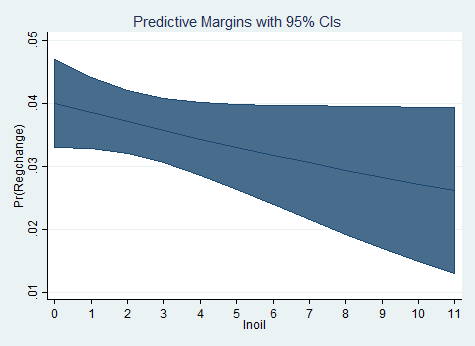 Predictive Margins with 95% CIs
.05
.04
.03
.02
.01
Pr(Regchange)
0 1 2 3 4 5 6 7 8 9 10 11
lnoil